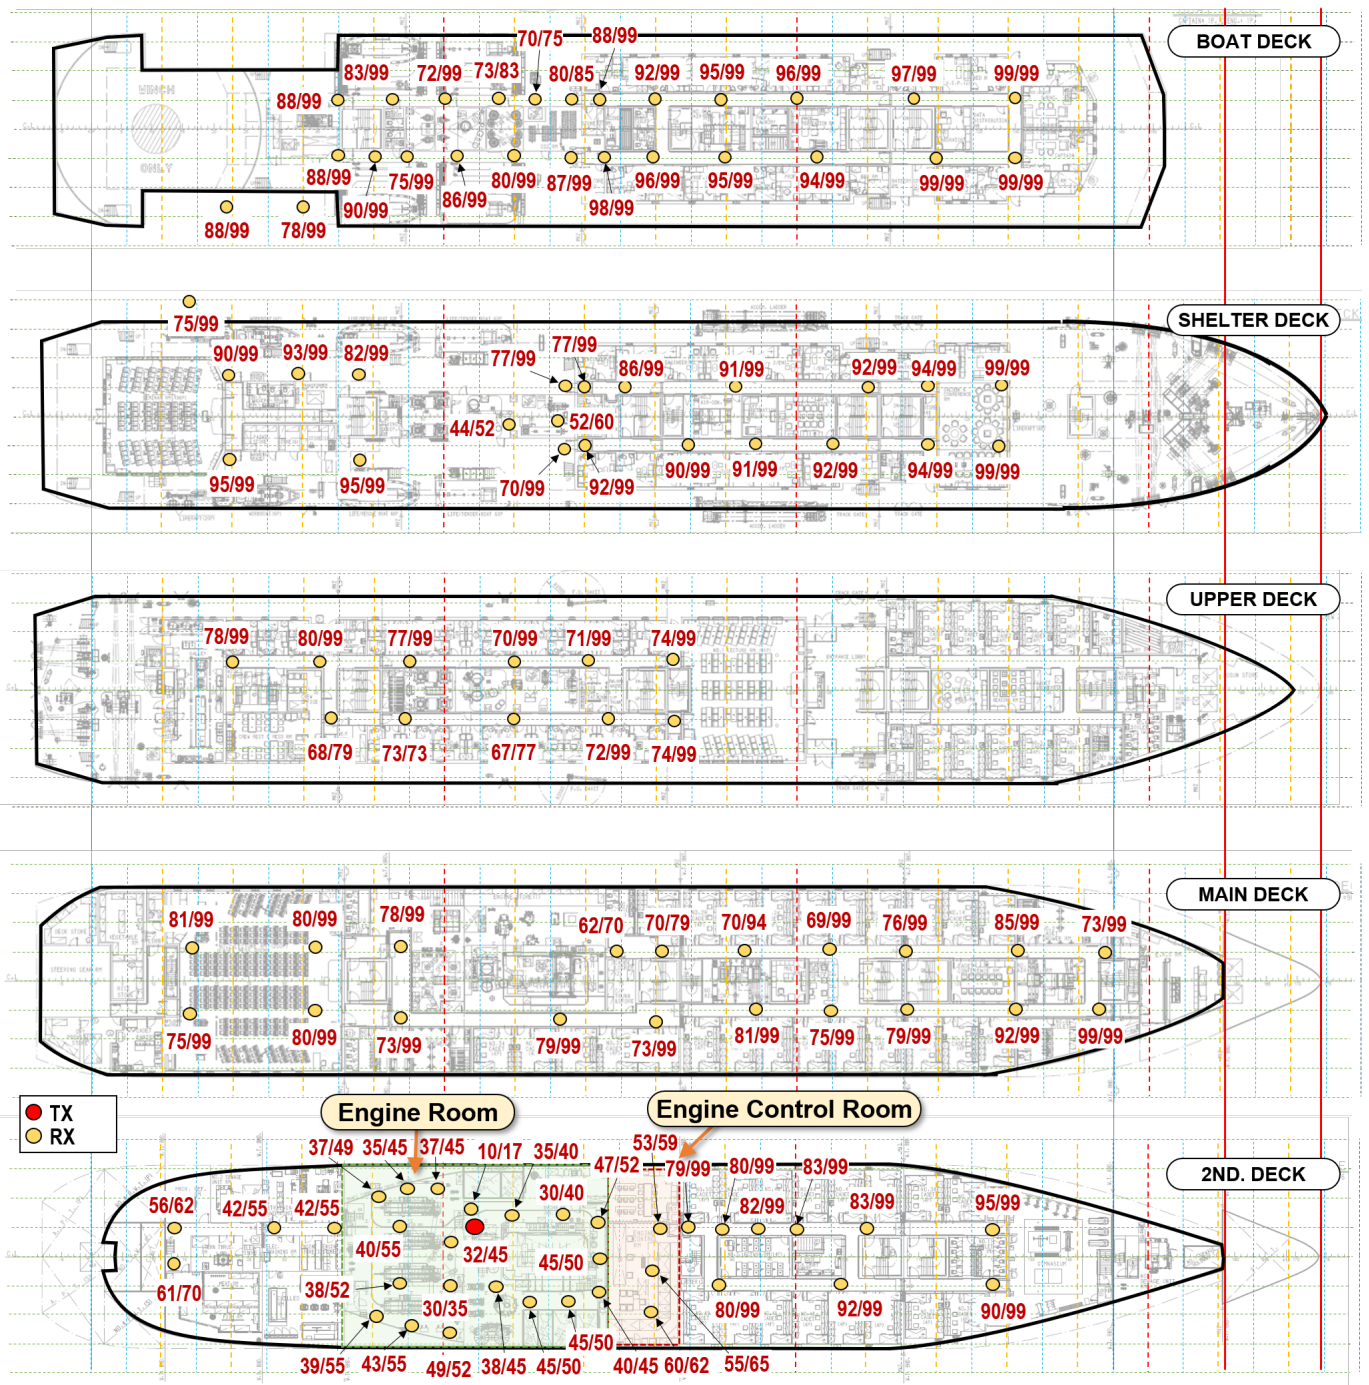 BOAT DECK
70/75 88/99
83/99 72/99 73/83 80/85 92/99 95/99 96/99 97/99 99/99
88/99
WINCH
ONLY
88/99 75/99 80/99 87/99 96/99 95/99 94/99 99/99 99/99
90/99 86/99 98/99
88/99 78/99
SHELTER DECK
75/99
90/99 93/99 82/99 77/99 77/99 86/99 91/99 92/99 94/99 99/99
44/52 52/60
95/99 95/99 70/99 92/99 90/99 91/99 92/99 94/99 99/99
UPPER DECK
78/99 80/99 77/99 70/99 71/99 74/99
68/79 73/73 67/77 72/99 74/99
MAIN DECK
81/99 80/99 78/99 62/70 70/79 70/94 69/99 76/99 85/99 73/99
75/99 80/99 73/99 79/99 73/99 81/99 75/99 79/99 92/99 99/99
TX
RX
Engine Room
Engine Control Room
2ND. DECK
37/49 35/45 37/45 10/17 35/40 47/52 53/59 79/99 80/99 83/99
56/62 42/55 42/55 30/40 82/99 83/99 95/99
40/55 32/45 45/50
61/70 38/52 30/35 80/99 92/99 90/99
39/55 43/55 49/52 38/45 45/50 45/50 40/45 60/62 55/65